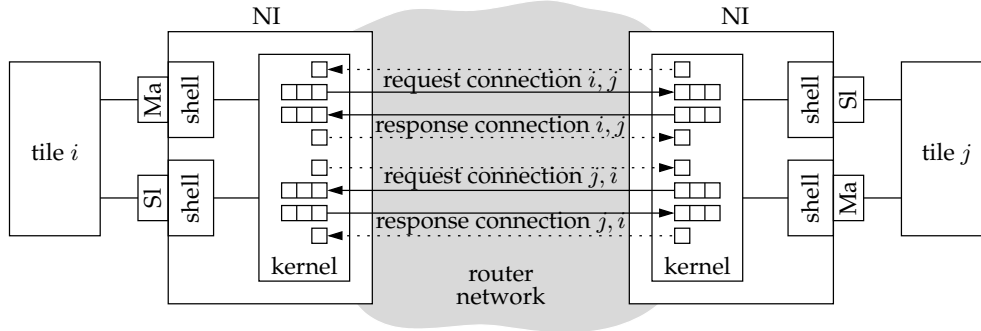 NI
NI
Ma
shell
request connection i, j
shell
Sl
response connection i, j
tile i
tile j
request connection j, i
Sl
shell
shell
Ma
response connection j, i
kernel
kernel
router
network